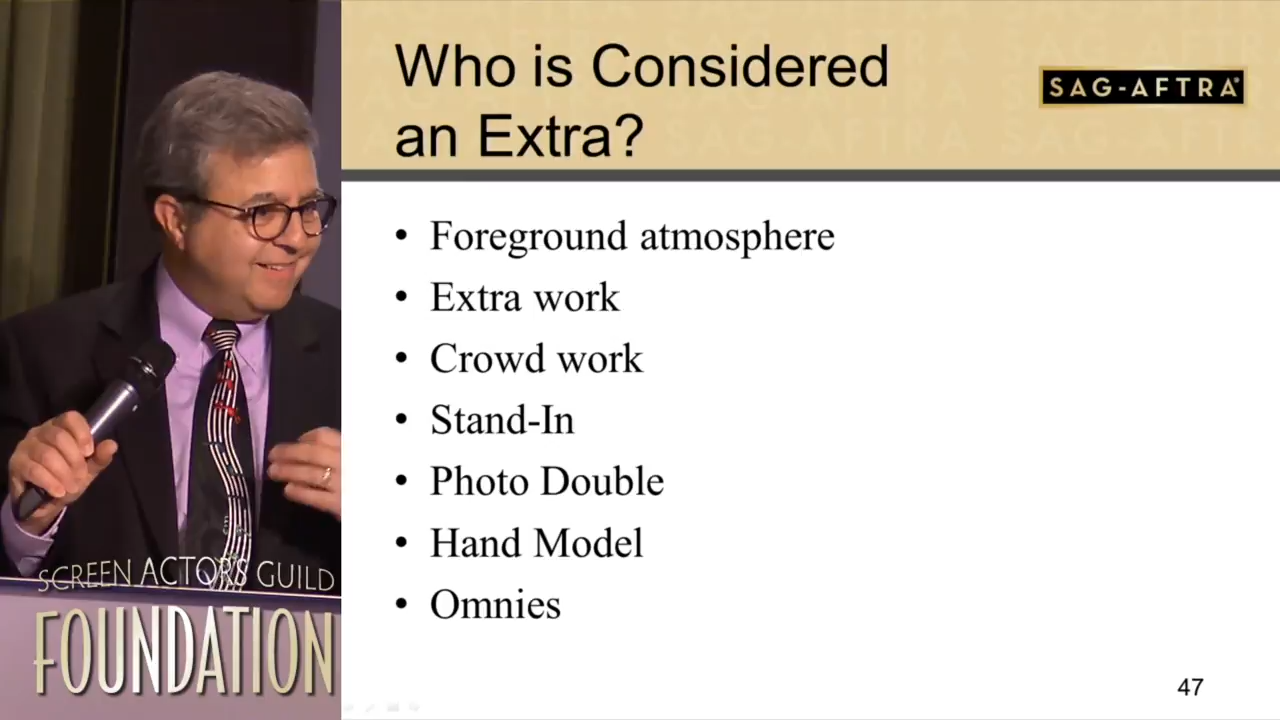 Who is Considered
an Extra?
SAG-AFTRA®
• Foreground atmosphere
• Extra work
• Crowd work
• Stand-In
• Photo Double
• Hand Model
• Omnies
SCREEN ACTORS GUILD
FOUNDATION
47